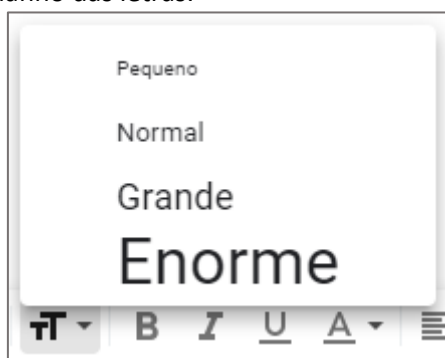 tamanho das letras.
Pequeno
Normal
Grande
Enorme
B I U A